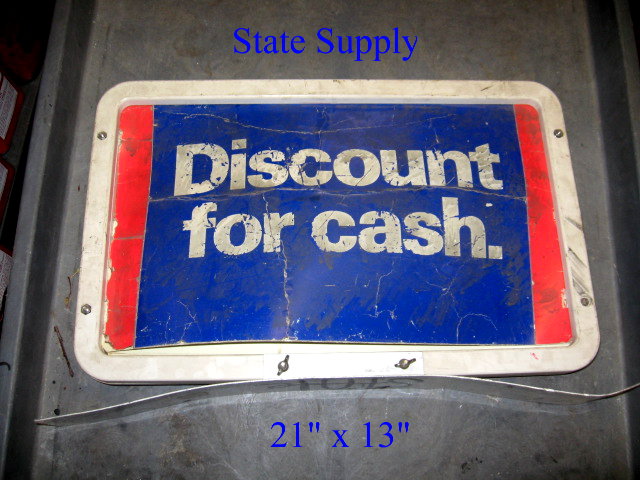 State Supply
Discount
for cash.
21" x 13"